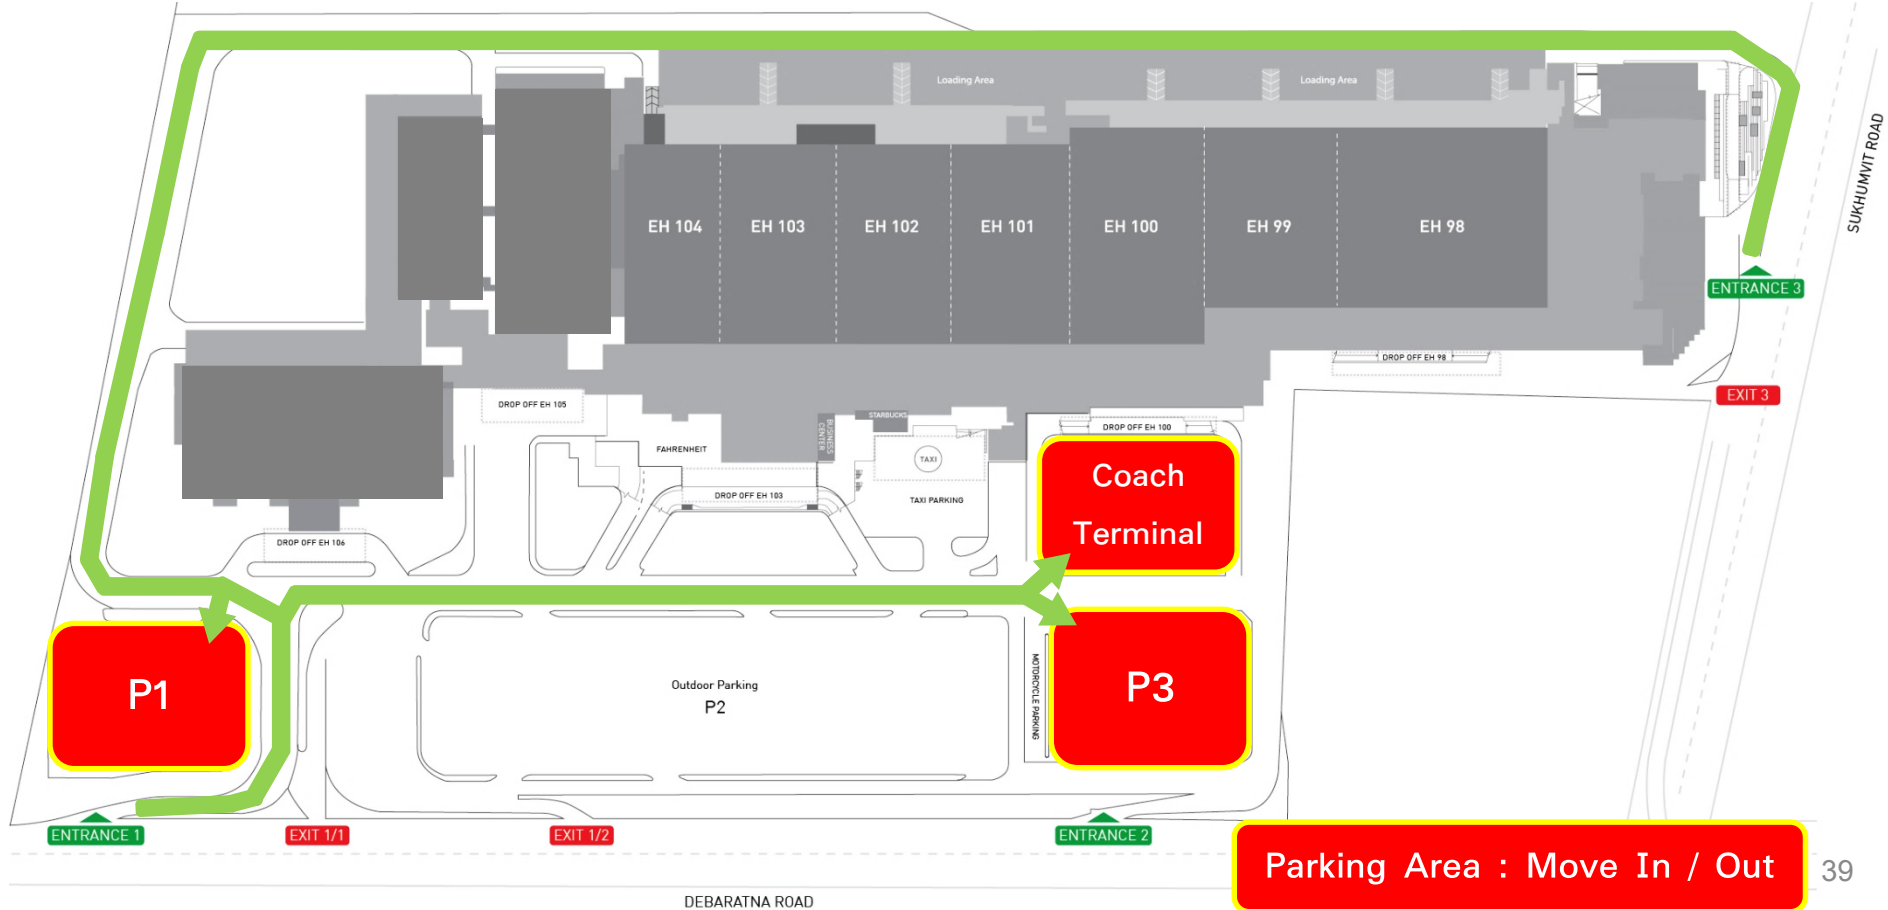 Loading Area
Loading Area
SUKHUMVIT ROAD
EH 104
EH 103
EH 102
EH 101
EH 100
EH 99
EH 98
ENTRANCE 3
DROP OFF EH 98
EXIT 3
DROP OFF EH 105
STARBUCKS
BUSINESS
CENTER
DROP OFF EH 100
FAHRENHEIT
TAXI
DROP OFF EH 103
TAXI PARKING
Coach
Terminal
DROP OFF EH 106
P1
Outdoor Parking
P2
MOTORCYCLE PARKING
P3
ENTRANCE 1
EXIT 1/1
EXIT 1/2
ENTRANCE 2
Parking Area : Move In / Out
39
DEBARATNA ROAD